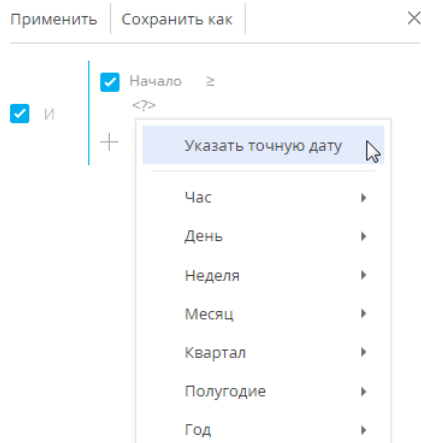 Применить Сохранить как
Начало ≥
И
<?>
Указать точную дату
Час
День
Неделя
Месяц
Квартал
Полугодие
Год